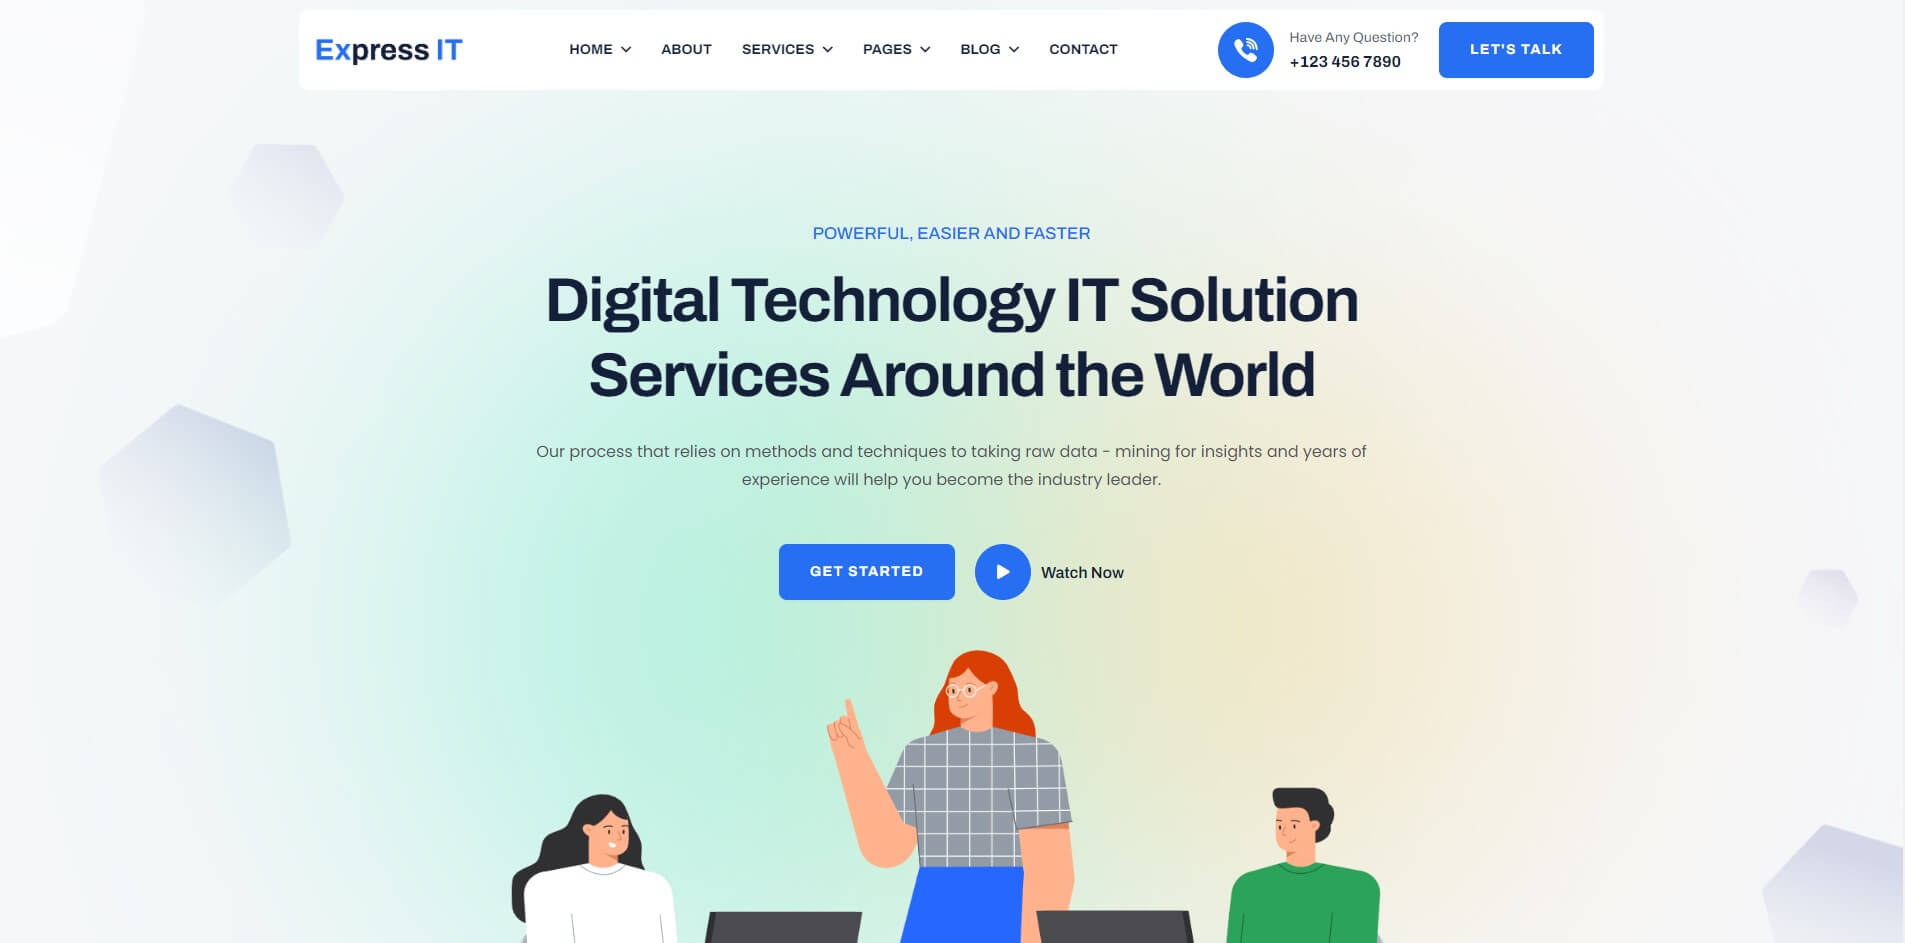 Express IT
HOME
ABOUT
SERVICES
PAGES
BLOG
CONTACT
Have Any Question?
+123 456 7890
LET'S TALK
POWERFUL, EASIER AND FASTER
Digital Technology IT Solution
Services Around the World
Our process that relies on methods and techniques to taking raw data - mining for insights and years of
experience will help you become the industry leader.
GET STARTED
Watch Now